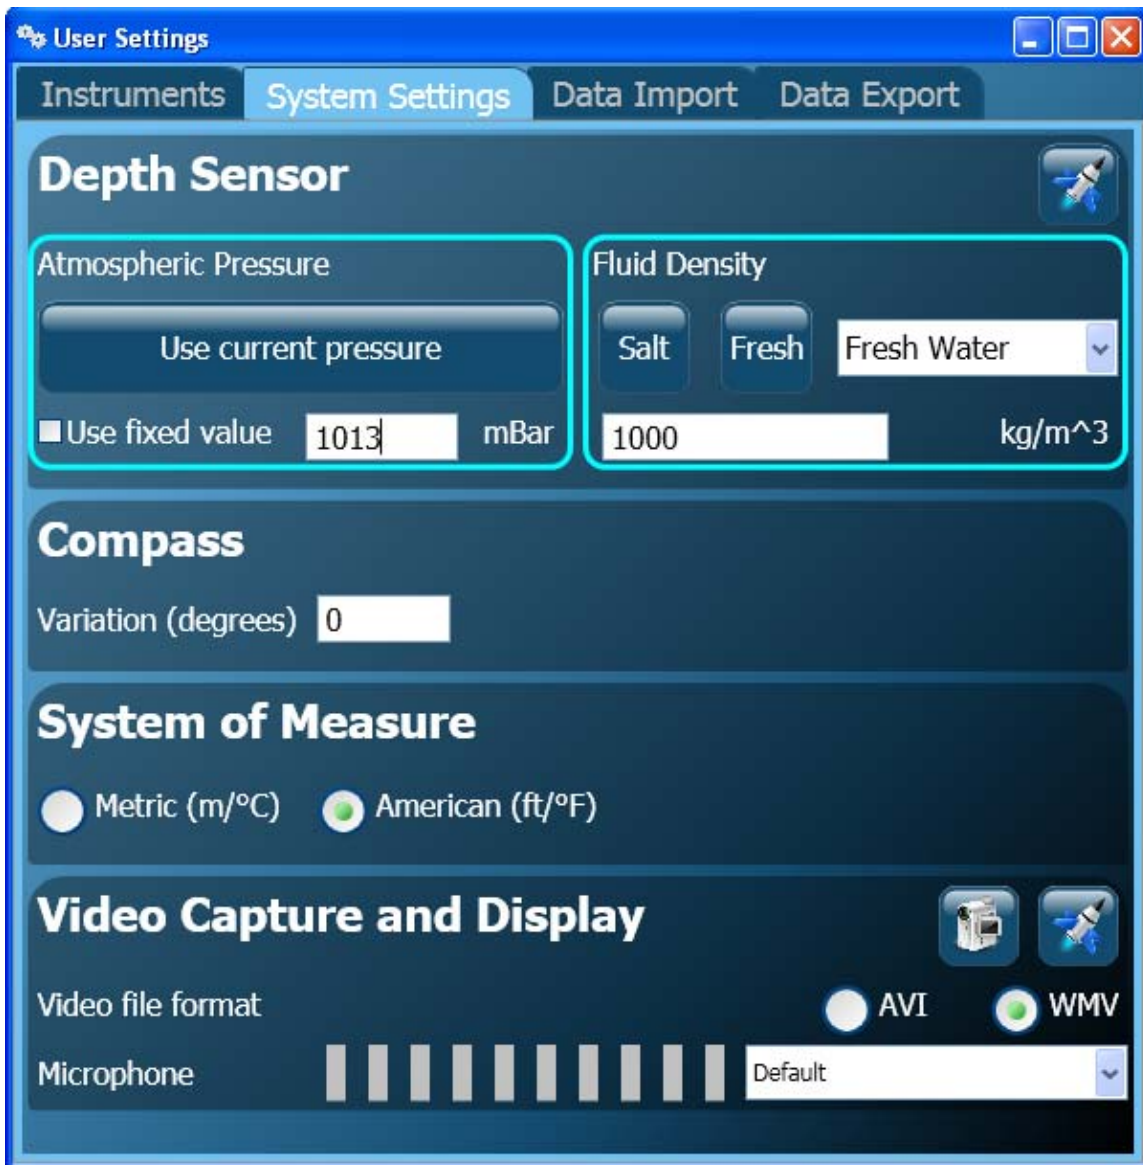 User Settings
Instruments System Settings Data Import Data Export
Depth Sensor
Atmospheric Pressure
Use current pressure
Use fixed value 1013 mBar
Fluid Density
Salt Fresh Fresh Water
1000 kg/m^3
Compass
Variation (degrees) 0
System of Measure
Metric (m/°C) American (ft/°F)
Video Capture and Display
Video file format AVI WMV
Microphone Default